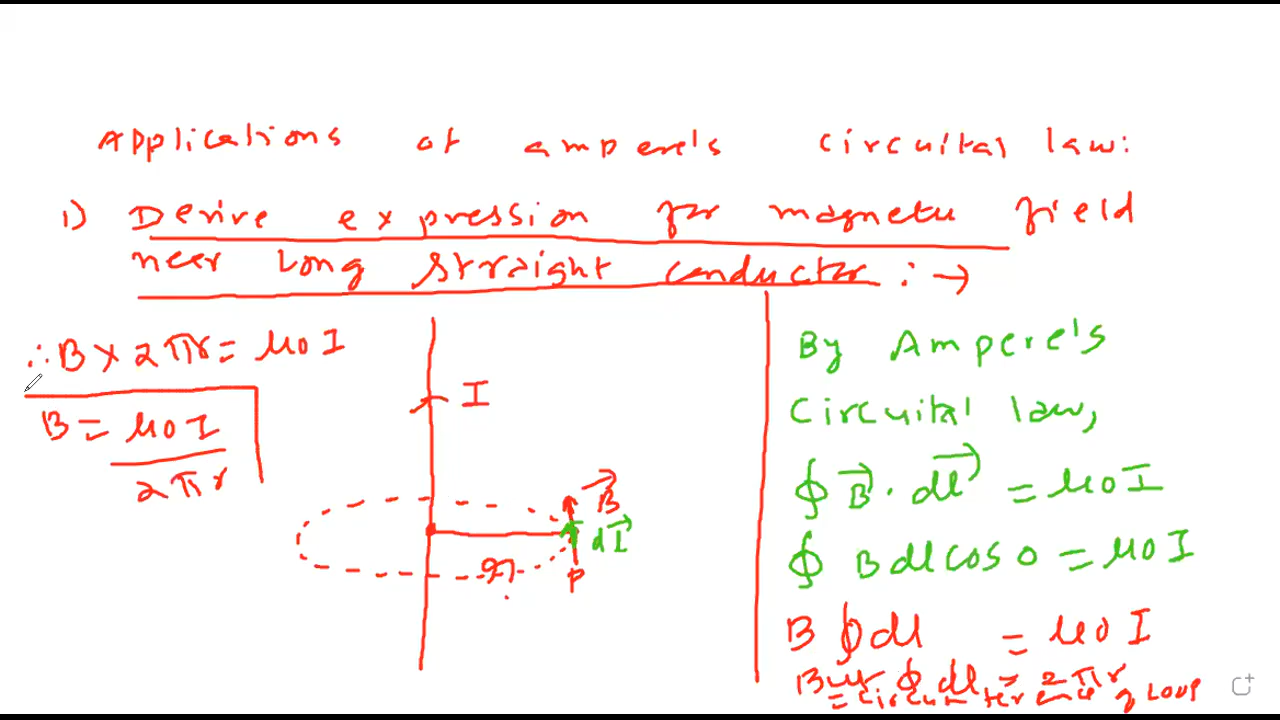 Applications of ampere's circuital law:
1) Derive expression for magnetic field
near long straight conductor : →
∴ B × 2πr = μ0 I
B = μ0 I / 2πr
I
B⃗
dl⃗
r
P
By Ampere's
Circuital law,
∮ B⃗ · dl⃗ = μ0 I
∮ B dl cos 0 = μ0 I
B ∮ dl = μ0 I
But ∮ dl = 2πr
= circumference of loop